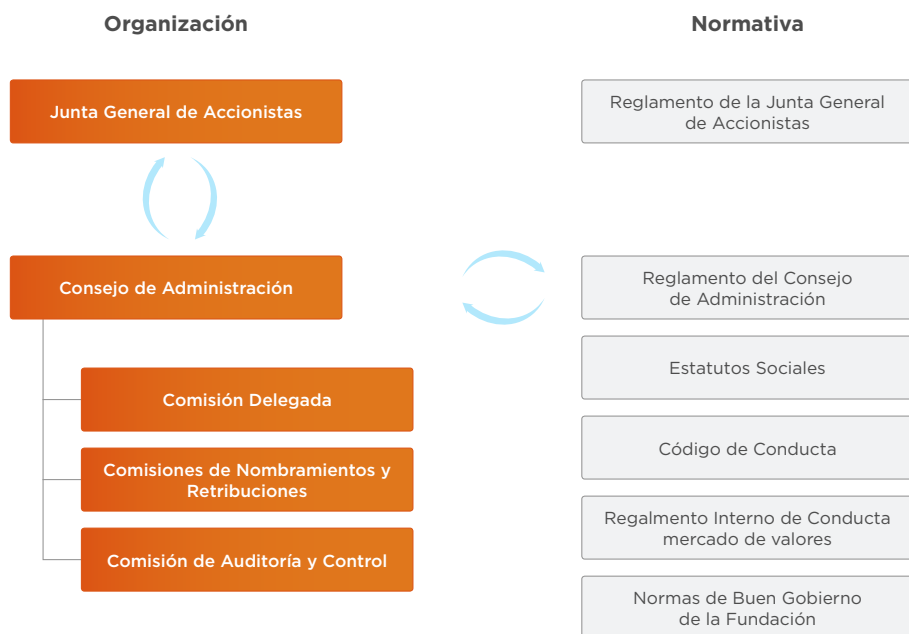 Organización
Junta General de Accionistas
Consejo de Administración
Comisión Delegada
Comisiones de Nombramientos y
Retribuciones
Comisión de Auditoría y Control
Normativa
Reglamento de la Junta General
de Accionistas
Reglamento del Consejo
de Administración
Estatutos Sociales
Código de Conducta
Regalmento Interno de Conducta
mercado de valores
Normas de Buen Gobierno
de la Fundación